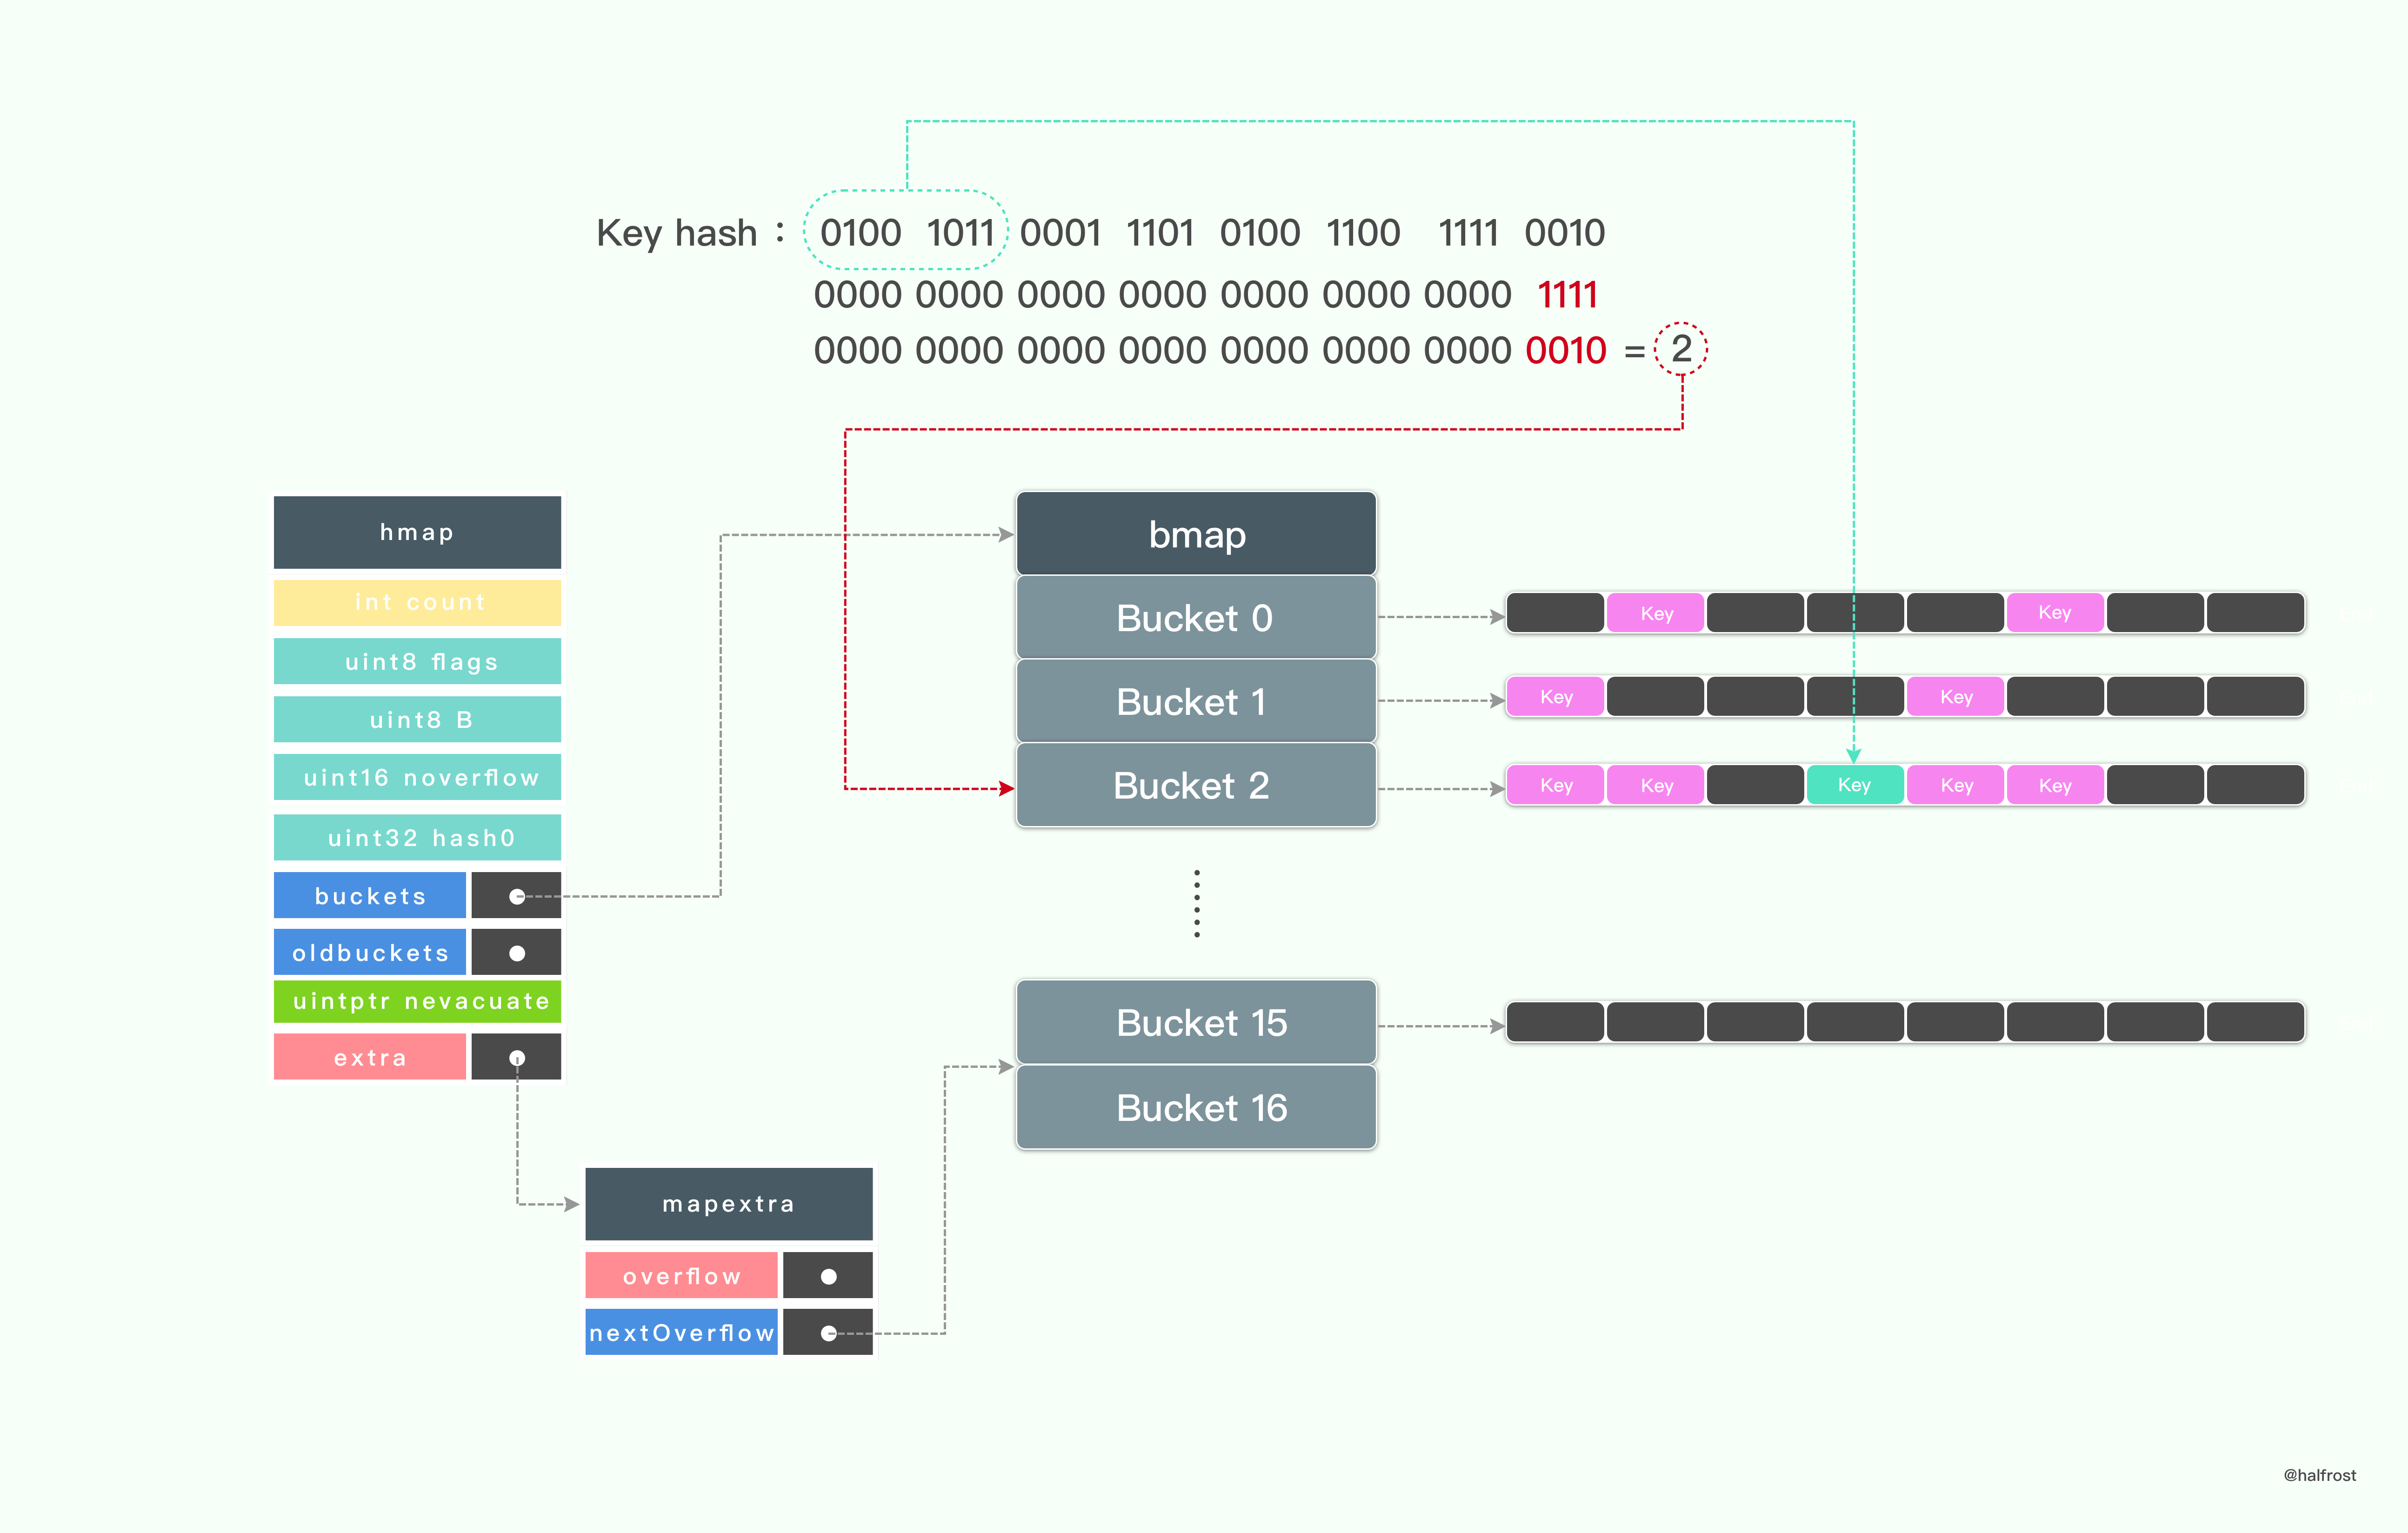 Key hash : 0100 1011 0001 1101 0100 1100 1111 0010
0000 0000 0000 0000 0000 0000 0000 1111
0000 0000 0000 0000 0000 0000 0000 0010 = 2
hmap
int count
uint8 flags
uint8 B
uint16 noverflow
uint32 hash0
buckets
oldbuckets
uintptr nevacuate
extra
mapextra
overflow
nextOverflow
bmap
Bucket 0
Key Key
Bucket 1
Key Key
Bucket 2
Key Key Key Key Key
Bucket 15
Bucket 16
@halfrost